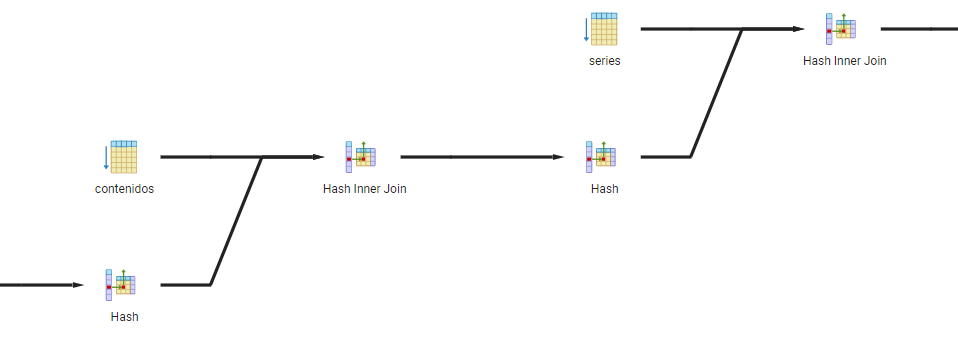 series
Hash Inner Join
contenidos
Hash Inner Join
Hash
Hash